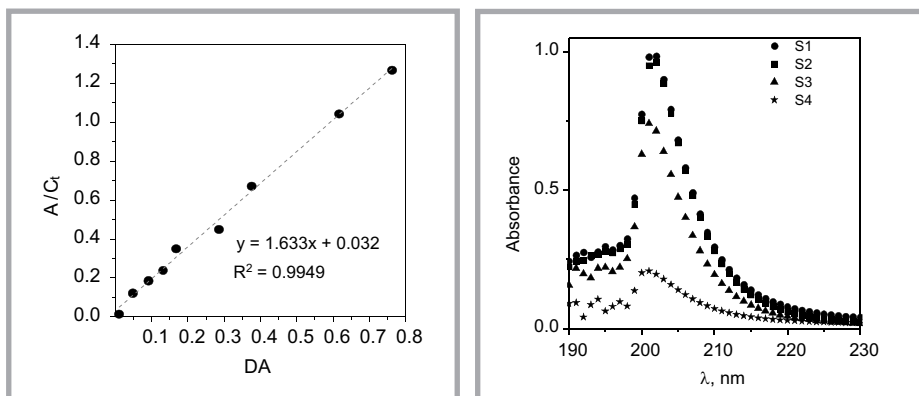 1.4
1.2
1.0
0.8
0.6
0.4
0.2
0.0
A/Cₜ
y = 1.633x + 0.032
R² = 0.9949
0.1 0.2 0.3 0.4 0.5 0.6 0.7 0.8
DA
1.0
0.5
0.0
Absorbance
S1
S2
S3
S4
190 200 210 220 230
λ, nm